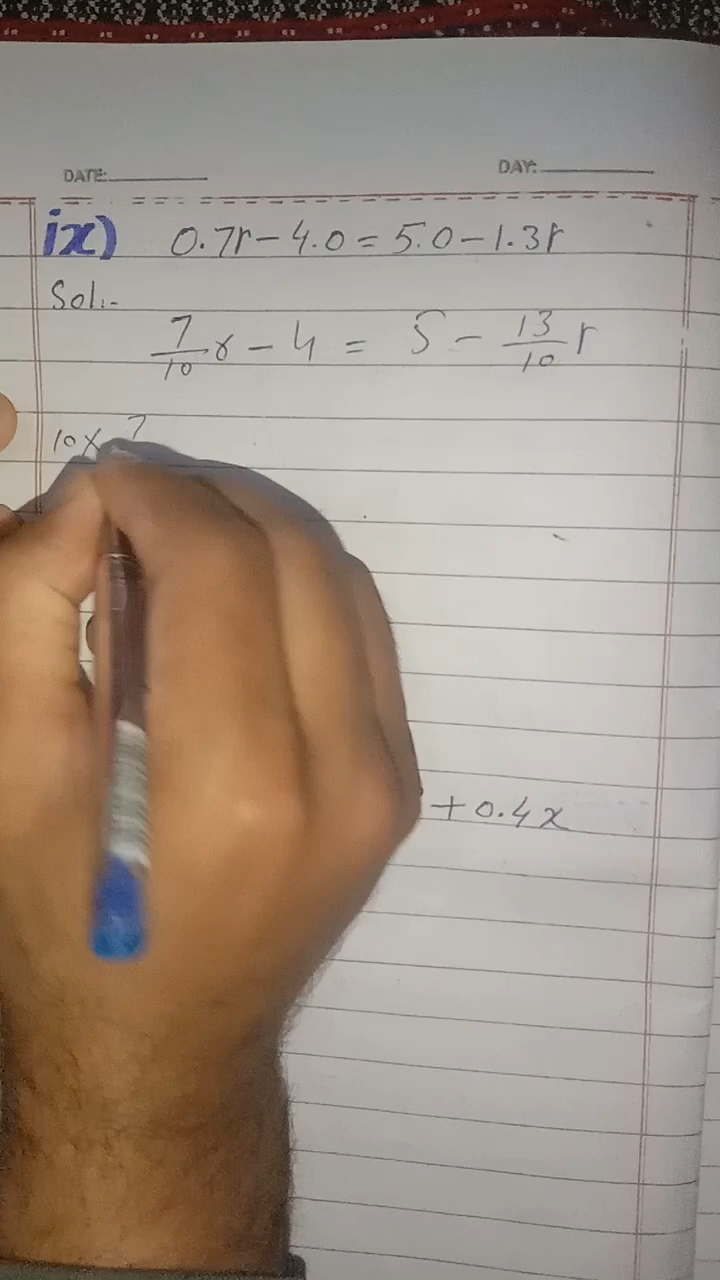 DATE: DAY:
ix) 0.7r-4.0 = 5.0-1.3r
Sol:-
7/10 r - 4 = 5 - 13/10 r
10 x 7
+0.4x